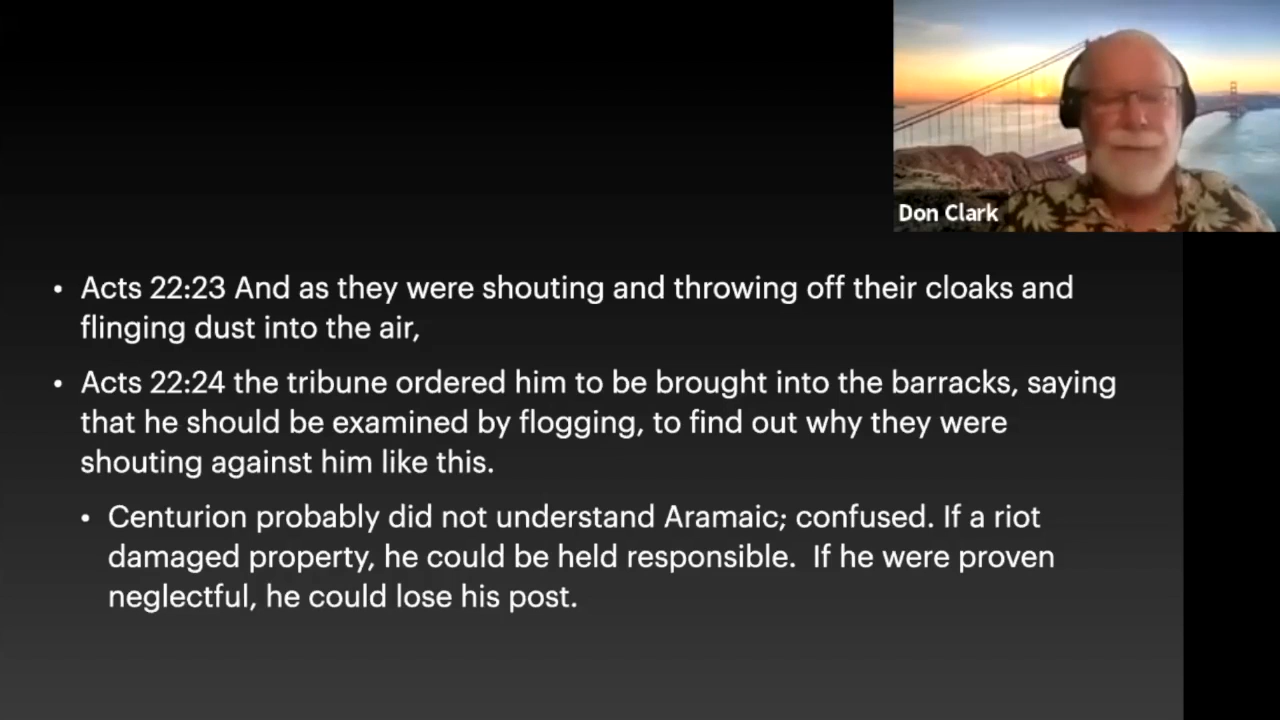 Don Clark
• Acts 22:23 And as they were shouting and throwing off their cloaks and
flinging dust into the air,
• Acts 22:24 the tribune ordered him to be brought into the barracks, saying
that he should be examined by flogging, to find out why they were
shouting against him like this.
• Centurion probably did not understand Aramaic; confused. If a riot
damaged property, he could be held responsible.  If he were proven
neglectful, he could lose his post.